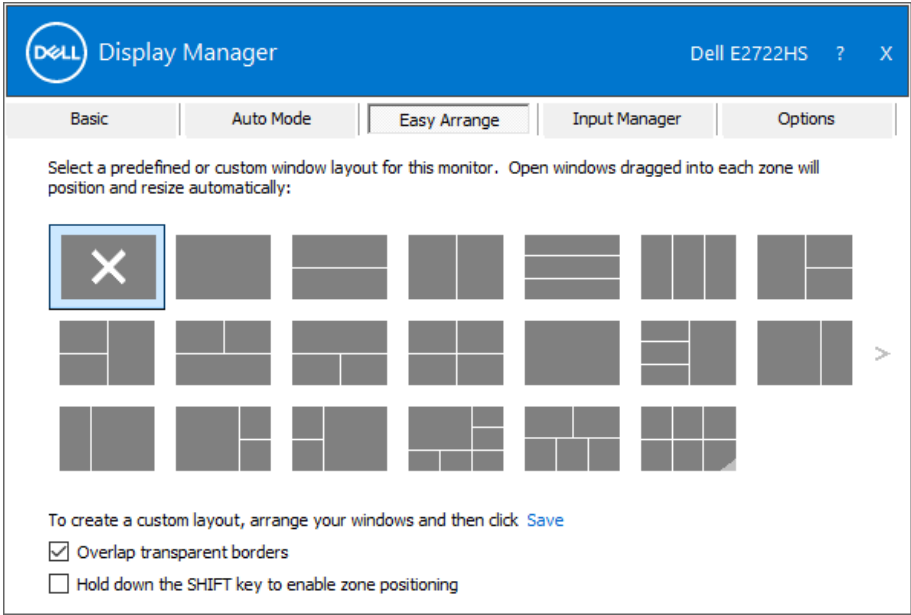 DELL Display Manager Dell E2722HS ? X
Basic Auto Mode Easy Arrange Input Manager Options
Select a predefined or custom window layout for this monitor. Open windows dragged into each zone will
position and resize automatically:
>
To create a custom layout, arrange your windows and then click Save
Overlap transparent borders
Hold down the SHIFT key to enable zone positioning